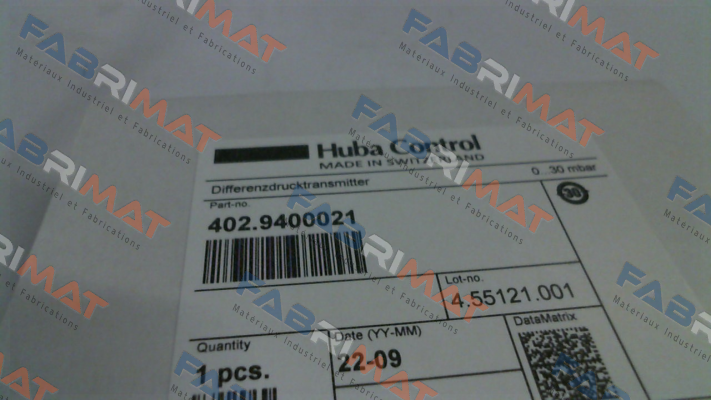 Huba Control
MADE IN SWITZERLAND
Differenzdrucktransmitter
0...30 mbar
Part-no.
402.9400021
Lot-no.
4.55121.001
Quantity
1 pcs.
Date (YY-MM)
22-09
DataMatrix
FABRIMAT
Materiaux Industriel et Fabrications